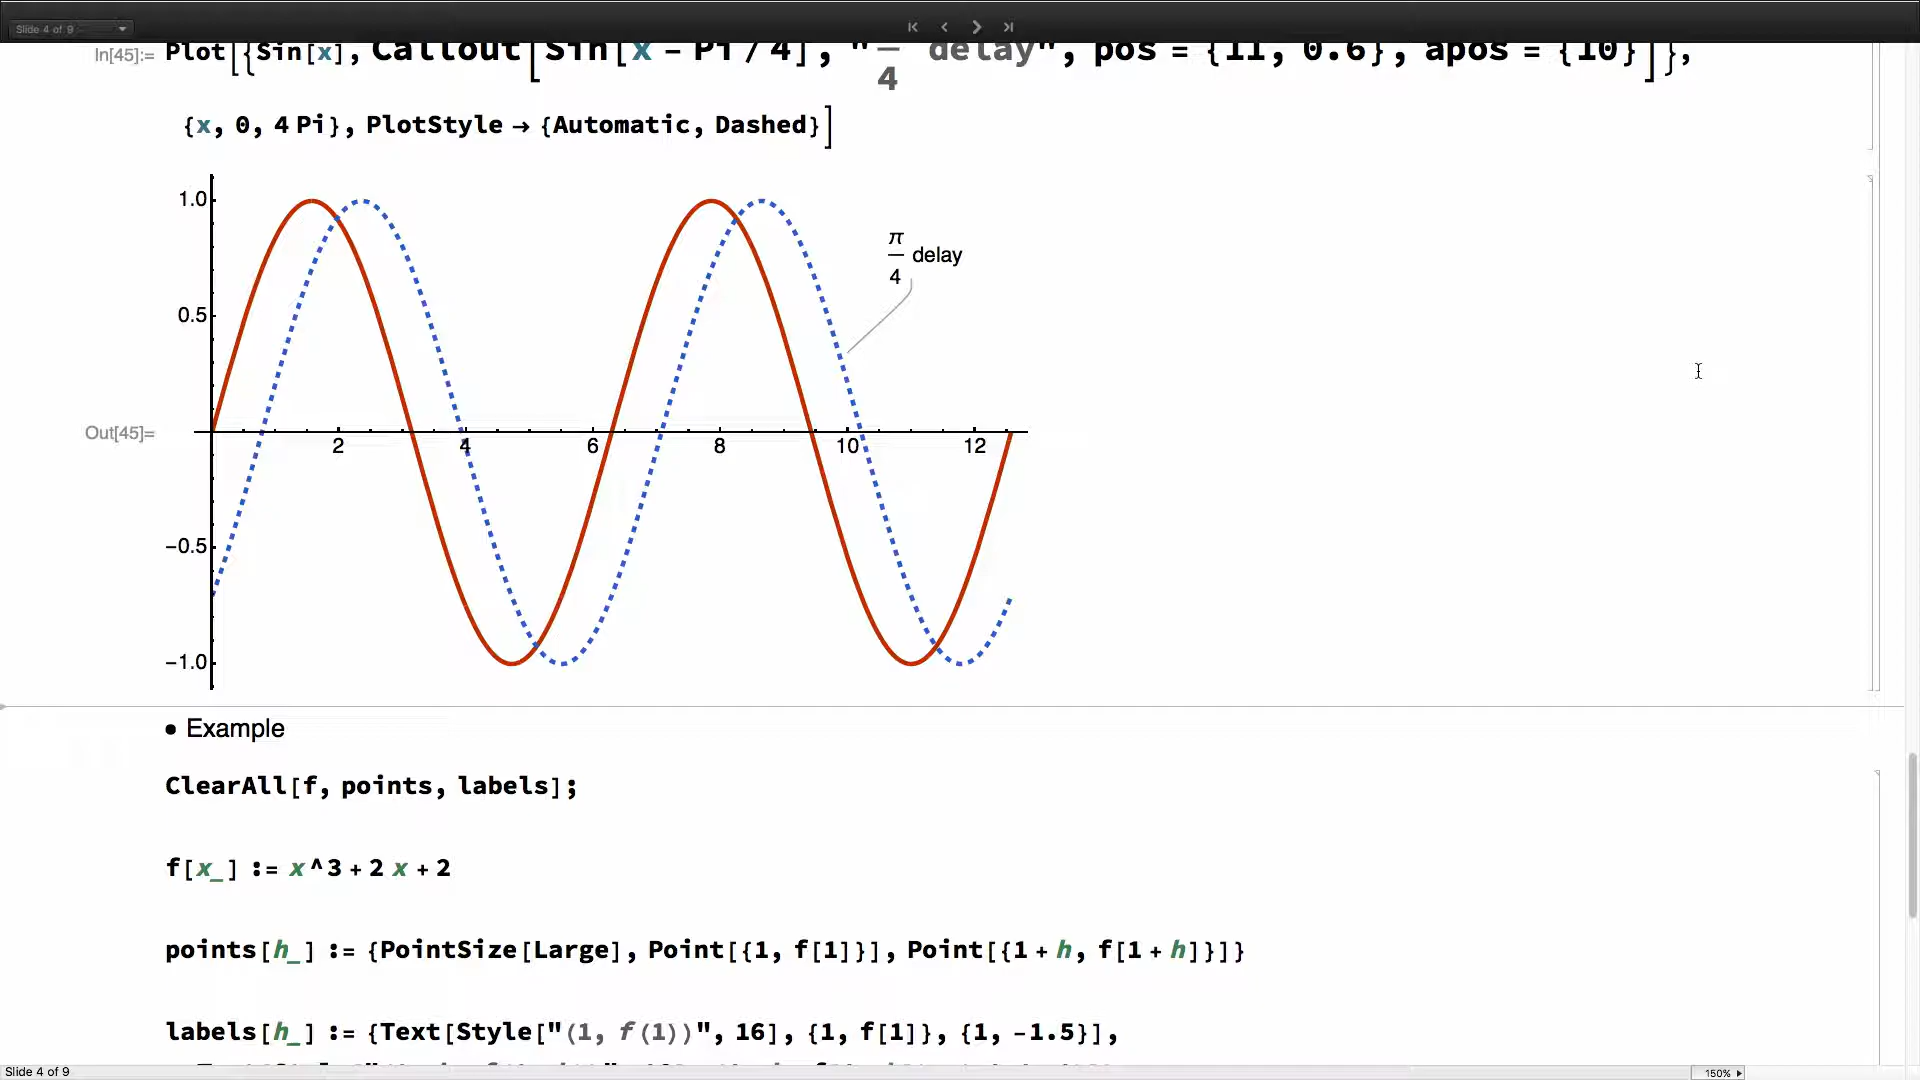 Slide 4 of 9
In[45]:= Plot[{Sin[x], Callout[Sin[x - Pi / 4], "— delay", pos = {11, 0.6}, apos = {10}]},
4
{x, 0, 4 Pi}, PlotStyle → {Automatic, Dashed}]
1.0
π
— delay
4
0.5
Out[45]=
2 4 6 8 10 12
−0.5
−1.0
• Example
ClearAll[f, points, labels];
f[x_] := x^3 + 2 x + 2
points[h_] := {PointSize[Large], Point[{1, f[1]}], Point[{1 + h, f[1 + h]}]}
labels[h_] := {Text[Style["(1, f(1))", 16], {1, f[1]}, {1, -1.5}],
Slide 4 of 9
150%